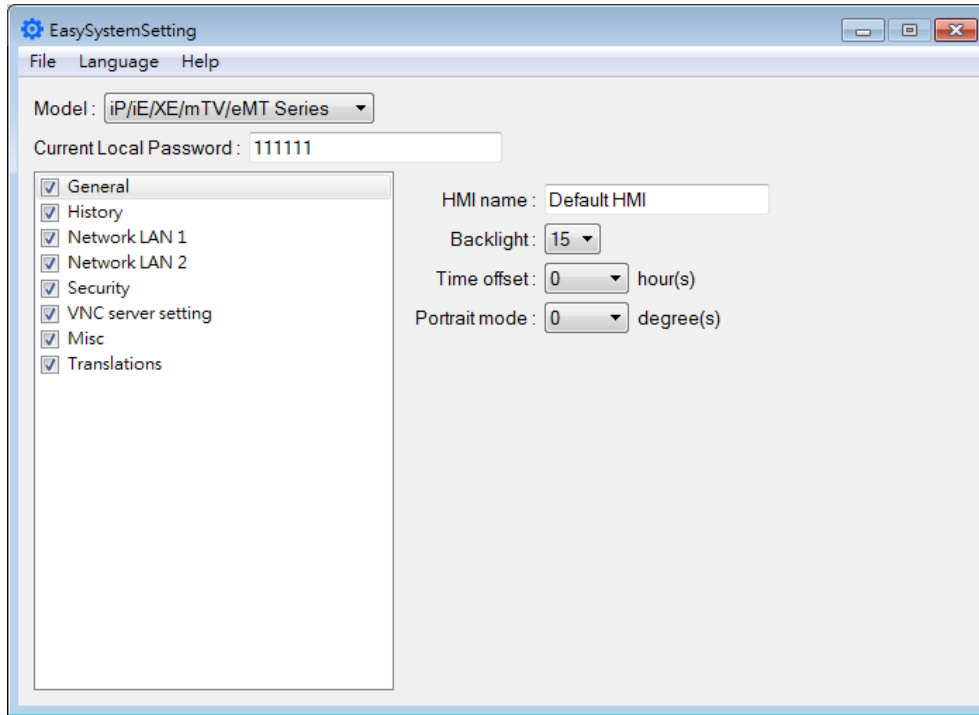 EasySystemSetting
File Language Help
Model : iP/iE/XE/mTV/eMT Series
Current Local Password : 111111
General
History
Network LAN 1
Network LAN 2
Security
VNC server setting
Misc
Translations
HMI name : Default HMI
Backlight : 15
Time offset : 0 hour(s)
Portrait mode : 0 degree(s)